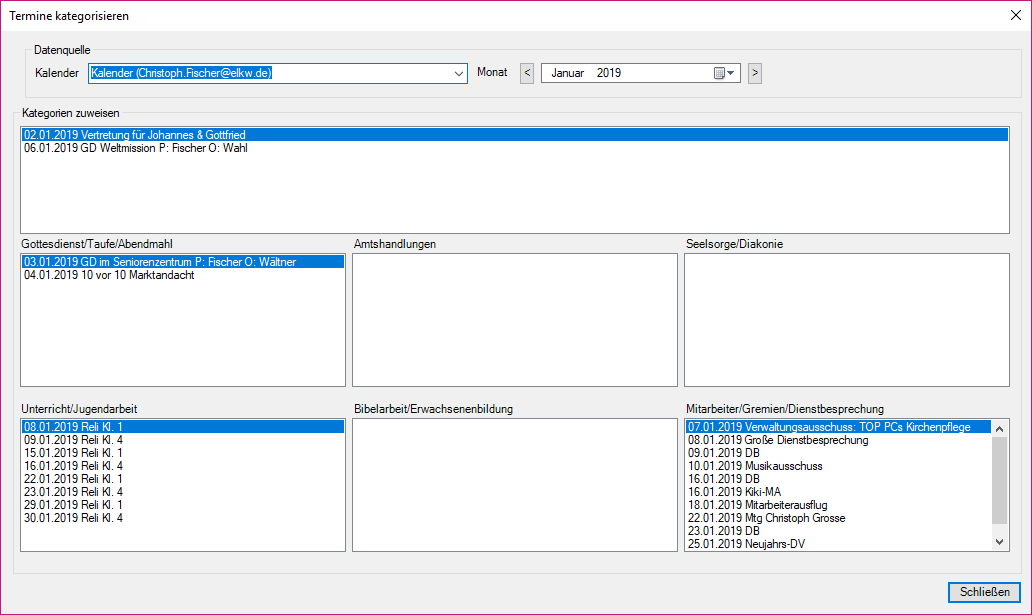 Termine kategorisieren
Datenquelle
Kalender Kalender (Christoph.Fischer@elkw.de) Monat < Januar 2019 >
Kategorien zuweisen
02.01.2019 Vertretung für Johannes & Gottfried
06.01.2019 GD Weltmission P: Fischer O: Wahl
Gottesdienst/Taufe/Abendmahl
03.01.2019 GD im Seniorenzentrum P: Fischer O: Wältner
04.01.2019 10 vor 10 Marktandacht
Amtshandlungen
Seelsorge/Diakonie
Unterricht/Jugendarbeit
08.01.2019 Reli Kl. 1
09.01.2019 Reli Kl. 4
15.01.2019 Reli Kl. 1
16.01.2019 Reli Kl. 4
22.01.2019 Reli Kl. 1
23.01.2019 Reli Kl. 4
29.01.2019 Reli Kl. 1
30.01.2019 Reli Kl. 4
Bibelarbeit/Erwachsenenbildung
Mitarbeiter/Gremien/Dienstbesprechung
07.01.2019 Verwaltungsausschuss: TOP PCs Kirchenpflege
08.01.2019 Große Dienstbesprechung
09.01.2019 DB
10.01.2019 Musikausschuss
16.01.2019 DB
16.01.2019 Kiki-MA
18.01.2019 Mitarbeiterausflug
22.01.2019 Mtg Christoph Grosse
23.01.2019 DB
25.01.2019 Neujahrs-DV
Schließen